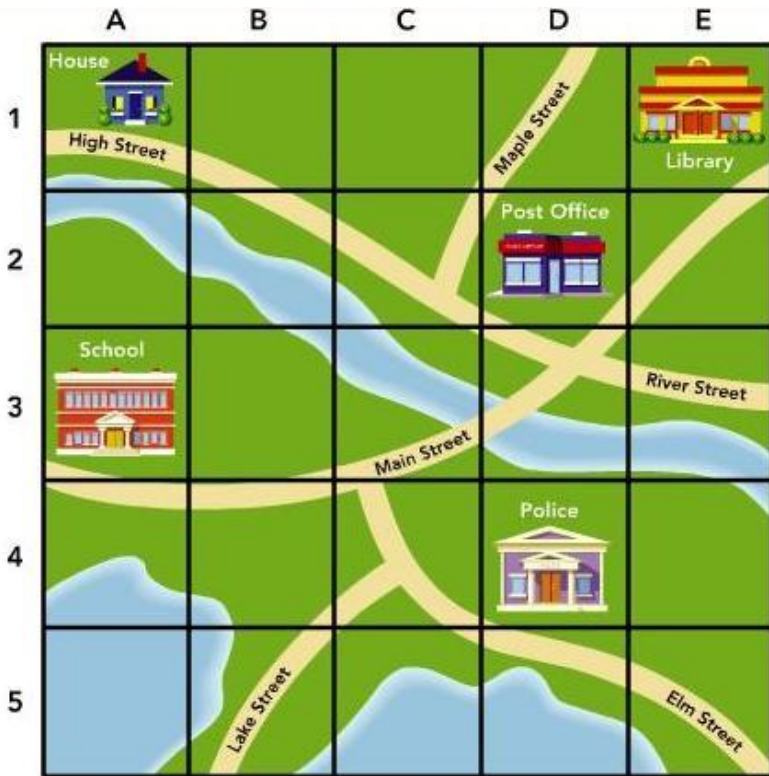 A B C D E
House
1
High Street
Maple Street
Library
2
Post Office
School
3
River Street
Main Street
4
Police
5
Lake Street
Elm Street